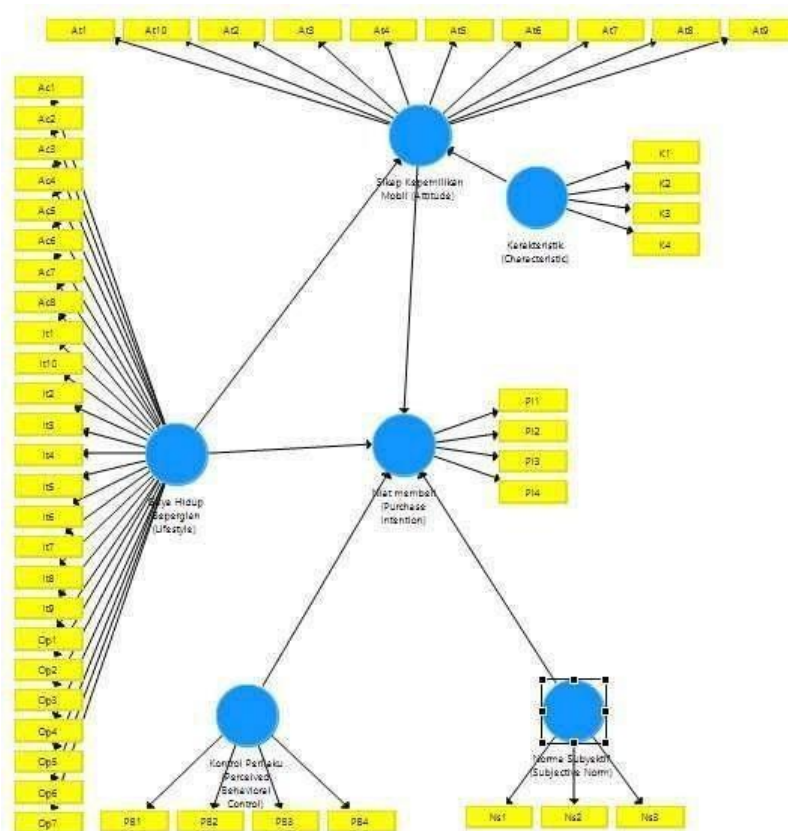 At1
At10
At2
At3
At4
At5
At6
At7
At8
At9
Ac1
Ac2
Ac3
Ac4
Ac5
Ac6
Ac7
Ac8
It1
It10
It2
It3
It4
It5
It6
It7
It8
It9
Op1
Op2
Op3
Op4
Op5
Op6
Op7
Sikap Kepemilikan
Mobil (Attitude)
Karakteristik
(Characteristic)
K1
K2
K3
K4
Gaya Hidup
Bepergian
(Lifestyle)
Niat membeli
(Purchase
Intention)
PI1
PI2
PI3
PI4
Kontrol Perilaku
(Perceived
Behavioral
Control)
PB1
PB2
PB3
PB4
Norma Subyektif
(Subjective Norm)
Ns1
Ns2
Ns3